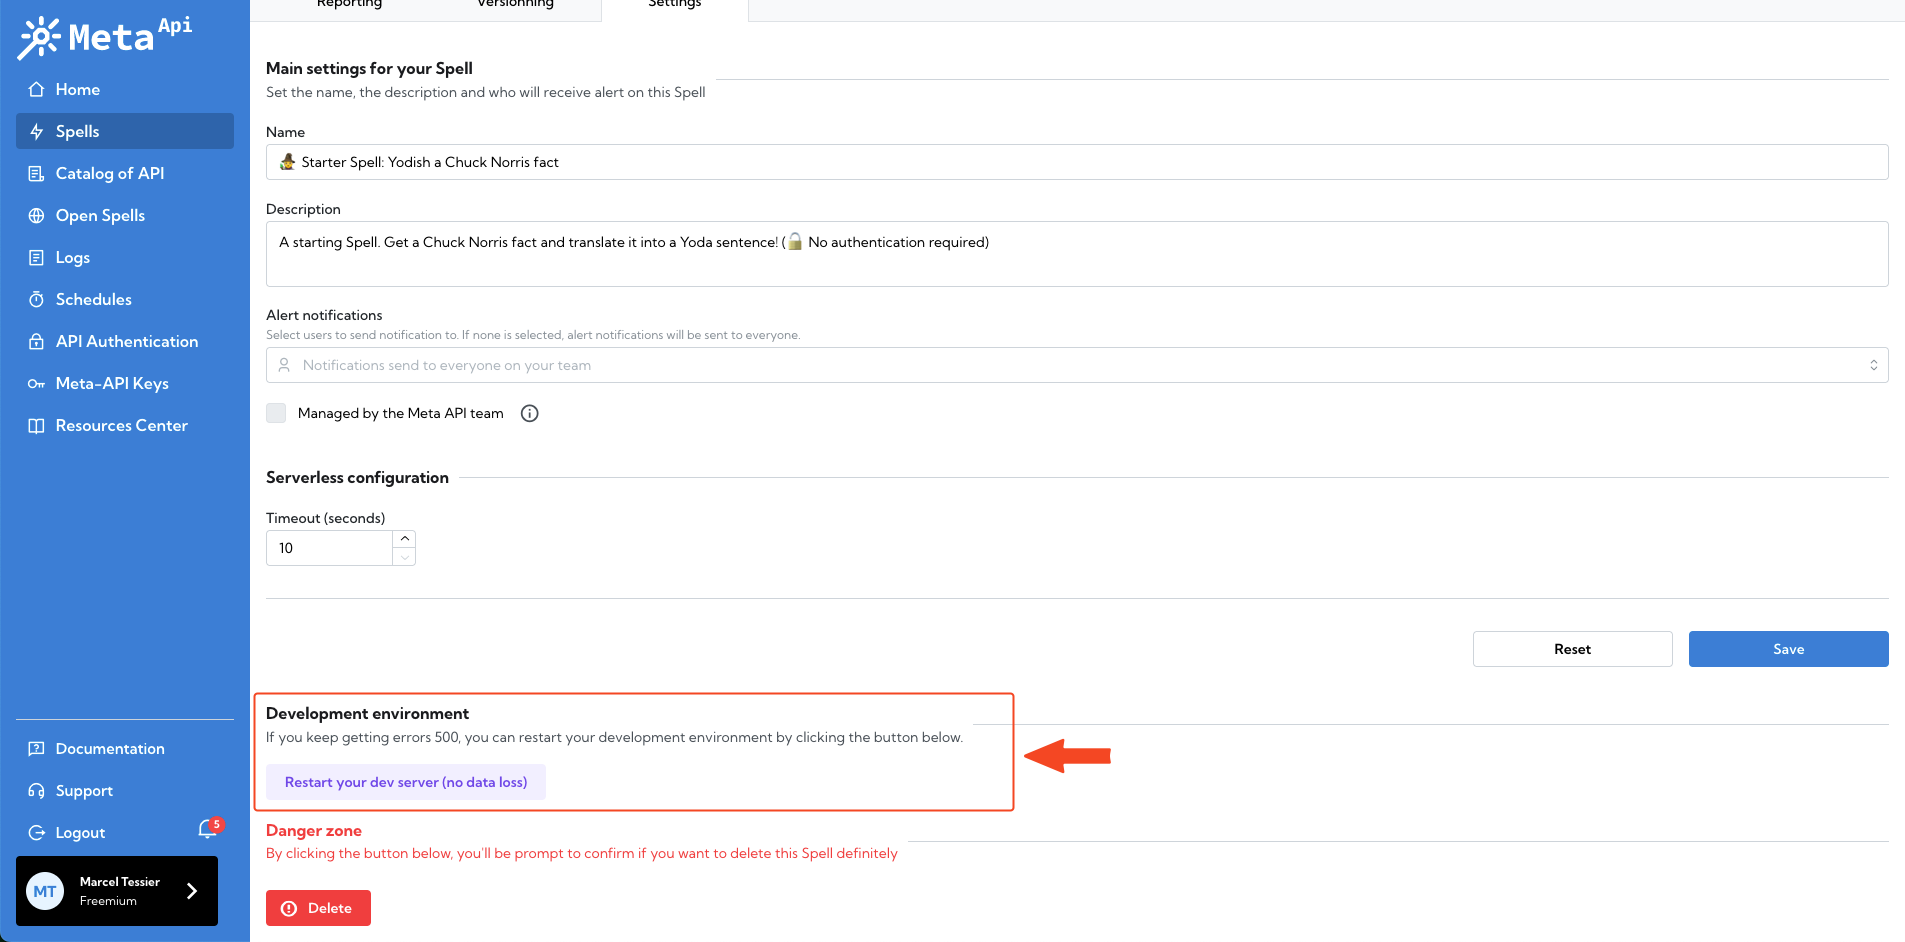 Meta Api
Home
Spells
Catalog of API
Open Spells
Logs
Schedules
API Authentication
Meta-API Keys
Resources Center
Documentation
Support
Logout
5
MT
Marcel Tessier
Freemium
Reporting
Versionning
Settings
Main settings for your Spell
Set the name, the description and who will receive alert on this Spell
Name
Starter Spell: Yodish a Chuck Norris fact
Description
A starting Spell. Get a Chuck Norris fact and translate it into a Yoda sentence! (🔓 No authentication required)
Alert notifications
Select users to send notification to. If none is selected, alert notifications will be sent to everyone.
Notifications send to everyone on your team
Managed by the Meta API team
Serverless configuration
Timeout (seconds)
10
Reset
Save
Development environment
If you keep getting errors 500, you can restart your development environment by clicking the button below.
Restart your dev server (no data loss)
Danger zone
By clicking the button below, you'll be prompt to confirm if you want to delete this Spell definitely
Delete